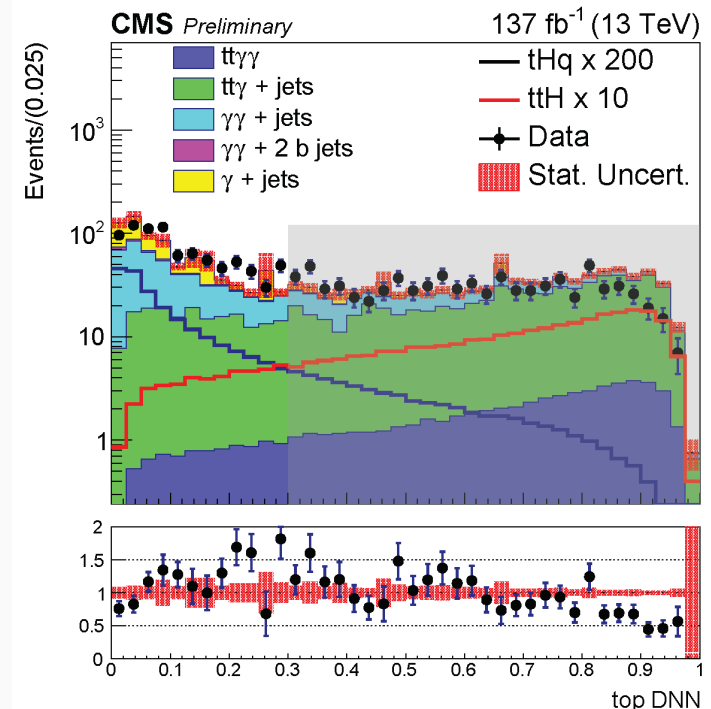 CMS Preliminary 137 fb⁻¹ (13 TeV)
Events/(0.025)
ttγγ
ttγ + jets
γγ + jets
γγ + 2 b jets
γ + jets
tHq x 200
ttH x 10
Data
Stat. Uncert.
10³
10²
10
1
2
1.5
1
0.5
0
0 0.1 0.2 0.3 0.4 0.5 0.6 0.7 0.8 0.9 1
top DNN